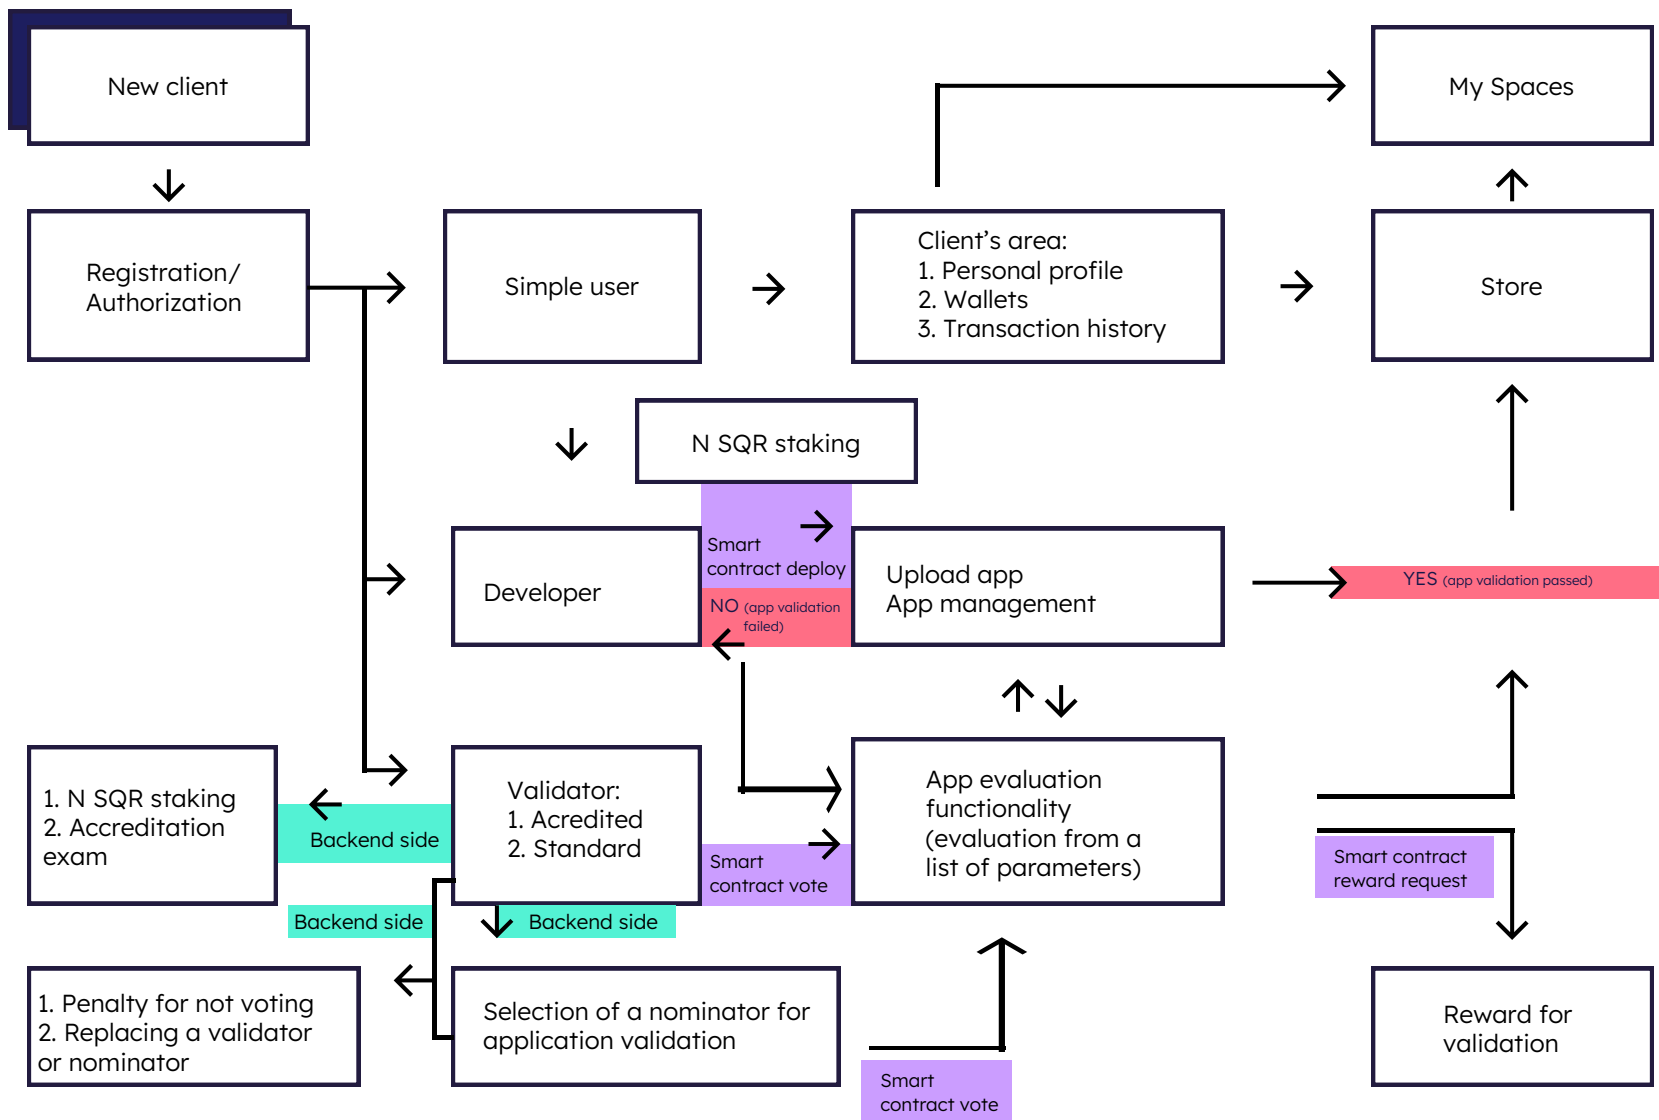 New client
My Spaces
Registration/
Authorization
Simple user
Client’s area:
1. Personal profile
2. Wallets
3. Transaction history
Store
N SQR staking
Smart
contract deploy
Developer
NO (app validation
failed)
Upload app
App management
YES (app validation passed)
1. N SQR staking
2. Accreditation
exam
Backend side
Validator:
1. Acredited
2. Standard
Smart
contract vote
App evaluation
functionality
(evaluation from a
list of parameters)
Smart contract
reward request
Backend side
Backend side
1. Penalty for not voting
2. Replacing a validator
or nominator
Selection of a nominator for
application validation
Smart
contract vote
Reward for
validation